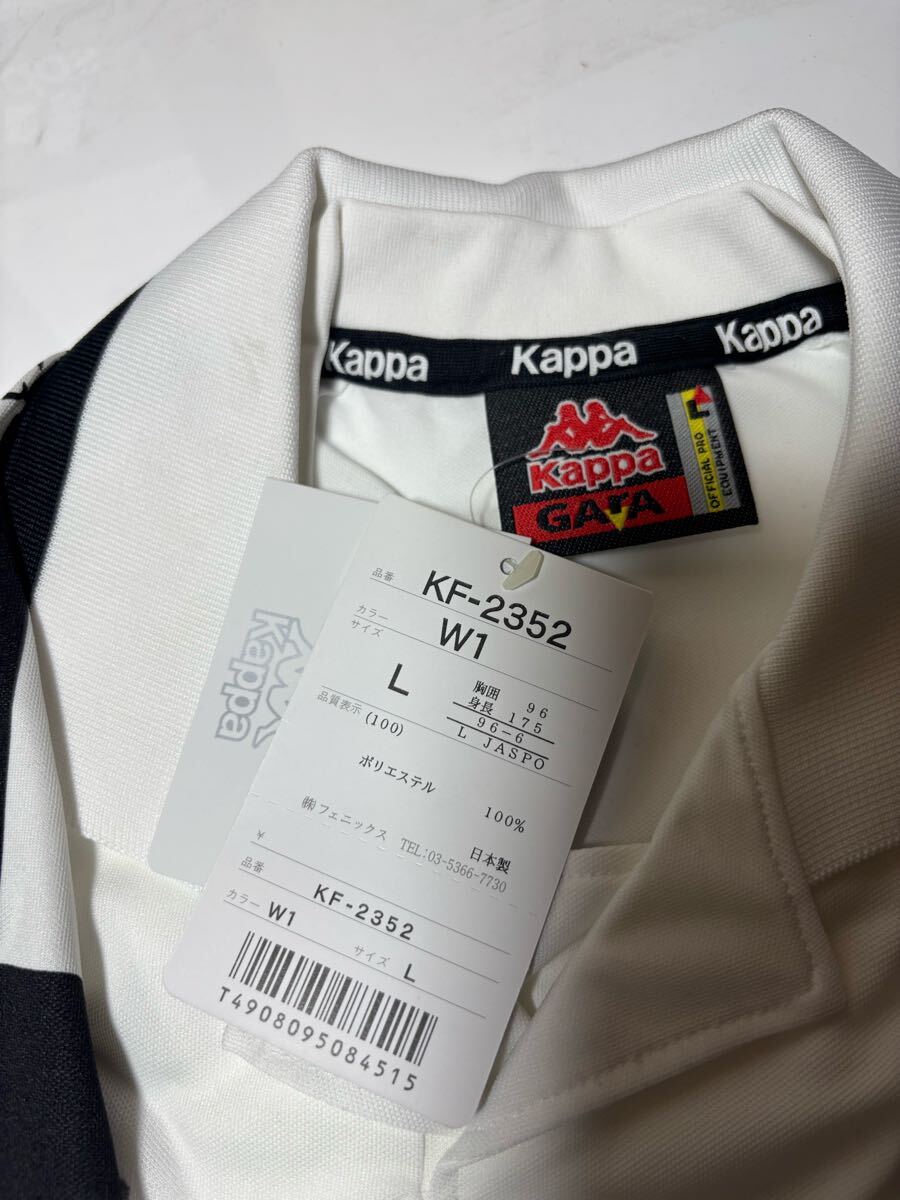 Kappa Kappa Kappa
Kappa
GARA
OFFICIAL PRO
EQUIPMENT
Kappa
品番 KF-2352
カラー W1
サイズ L
胸囲 96
身長 175
96-6
L JASPO
品質表示 (100)
ポリエステル 100%
日本製
㈱フェニックス TEL:03-5366-7730
¥
品番 KF-2352
カラー W1 サイズ L
T4908095084515